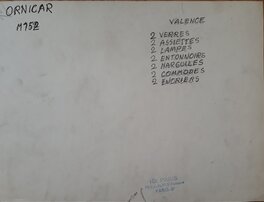 ORNICAR
M752
VALENCE
2 VERRES
2 ASSIETTES
2 LAMPES
2 ENTONNOIRS
2 NARGUILES
2 COMMODES
2 ENCRIERS